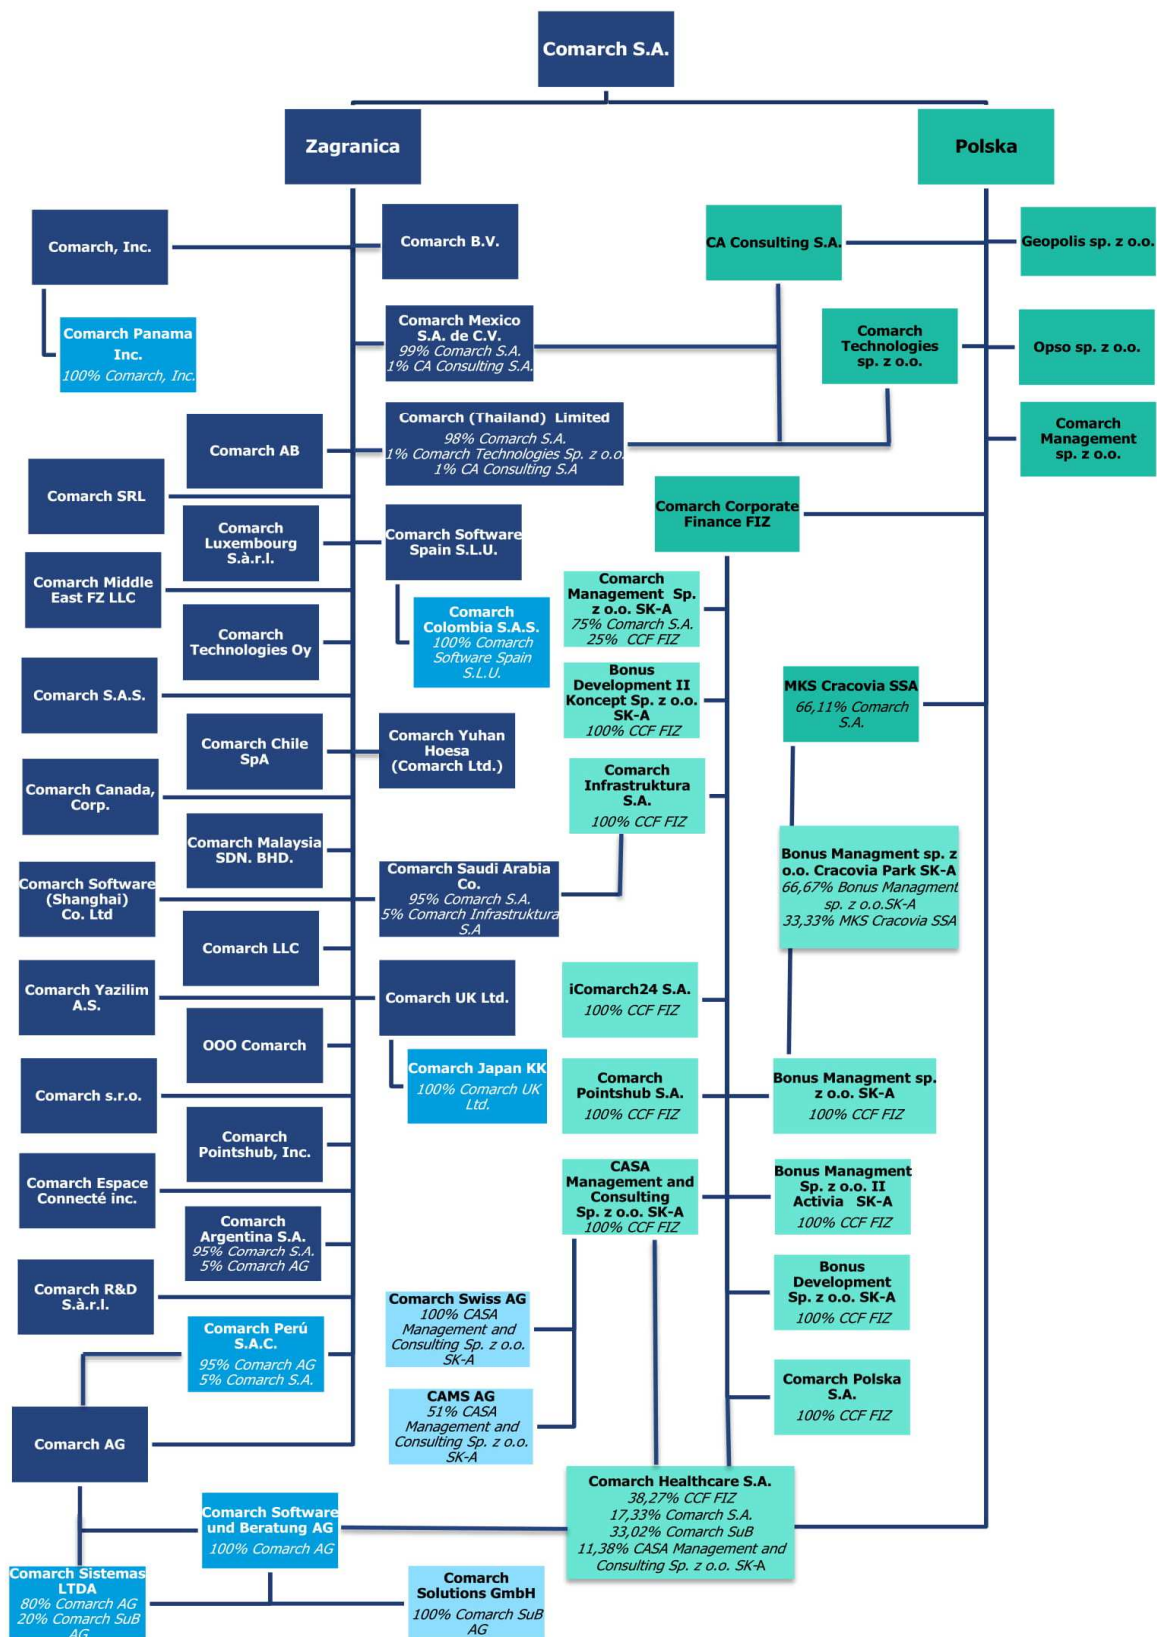 Comarch S.A.
Zagranica
Polska
Comarch, Inc.
Comarch B.V.
CA Consulting S.A.
Geopolis sp. z o.o.
Comarch Panama
Inc.
100% Comarch, Inc.
Comarch Mexico
S.A. de C.V.
99% Comarch S.A.
1% CA Consulting S.A.
Comarch
Technologies
sp. z o.o.
Opso sp. z o.o.
Comarch AB
Comarch (Thailand) Limited
98% Comarch S.A.
1% Comarch Technologies Sp. z o.o.
1% CA Consulting S.A
Comarch
Management
sp. z o.o.
Comarch SRL
Comarch Corporate
Finance FIZ
Comarch
Luxembourg
S.à.r.l.
Comarch Software
Spain S.L.U.
Comarch Middle
East FZ LLC
Comarch
Management Sp.
z o.o. SK-A
75% Comarch S.A.
25% CCF FIZ
Comarch
Technologies Oy
Comarch
Colombia S.A.S.
100% Comarch
Software Spain
S.L.U.
Comarch S.A.S.
Bonus
Development II
Koncept Sp. z o.o.
SK-A
100% CCF FIZ
MKS Cracovia SSA
66,11% Comarch
S.A.
Comarch Chile
SpA
Comarch Yuhan
Hoesa
(Comarch Ltd.)
Comarch Canada,
Corp.
Comarch
Infrastruktura
S.A.
100% CCF FIZ
Comarch Malaysia
SDN. BHD.
Bonus Managment sp. z
o.o. Cracovia Park SK-A
66,67% Bonus Managment
sp. z o.o.SK-A
33,33% MKS Cracovia SSA
Comarch Software
(Shanghai)
Co. Ltd
Comarch Saudi Arabia
Co.
95% Comarch S.A.
5% Comarch Infrastruktura
S.A
Comarch LLC
Comarch Yazilim
A.S.
Comarch UK Ltd.
iComarch24 S.A.
100% CCF FIZ
OOO Comarch
Comarch Japan KK
100% Comarch UK
Ltd.
Comarch s.r.o.
Comarch
Pointshub S.A.
100% CCF FIZ
Bonus Managment sp.
z o.o. SK-A
100% CCF FIZ
Comarch
Pointshub, Inc.
Comarch Espace
Connecté inc.
CASA
Management and
Consulting
Sp. z o.o. SK-A
100% CCF FIZ
Bonus Managment
Sp. z o.o. II
Activia SK-A
100% CCF FIZ
Comarch
Argentina S.A.
95% Comarch S.A.
5% Comarch AG
Comarch R&D
S.à.r.l.
Comarch Swiss AG
100% CASA
Management and
Consulting Sp. z o.o.
SK-A
Bonus
Development
Sp. z o.o. SK-A
100% CCF FIZ
Comarch Perú
S.A.C.
95% Comarch AG
5% Comarch S.A.
CAMS AG
51% CASA
Management and
Consulting Sp. z o.o.
SK-A
Comarch Polska
S.A.
100% CCF FIZ
Comarch AG
Comarch Healthcare S.A.
38,27% CCF FIZ
17,33% Comarch S.A.
33,02% Comarch SuB
11,38% CASA Management and
Consulting Sp. z o.o. SK-A
Comarch Software
und Beratung AG
100% Comarch AG
Comarch Sistemas
LTDA
80% Comarch AG
20% Comarch SuB
AG
Comarch
Solutions GmbH
100% Comarch SuB
AG